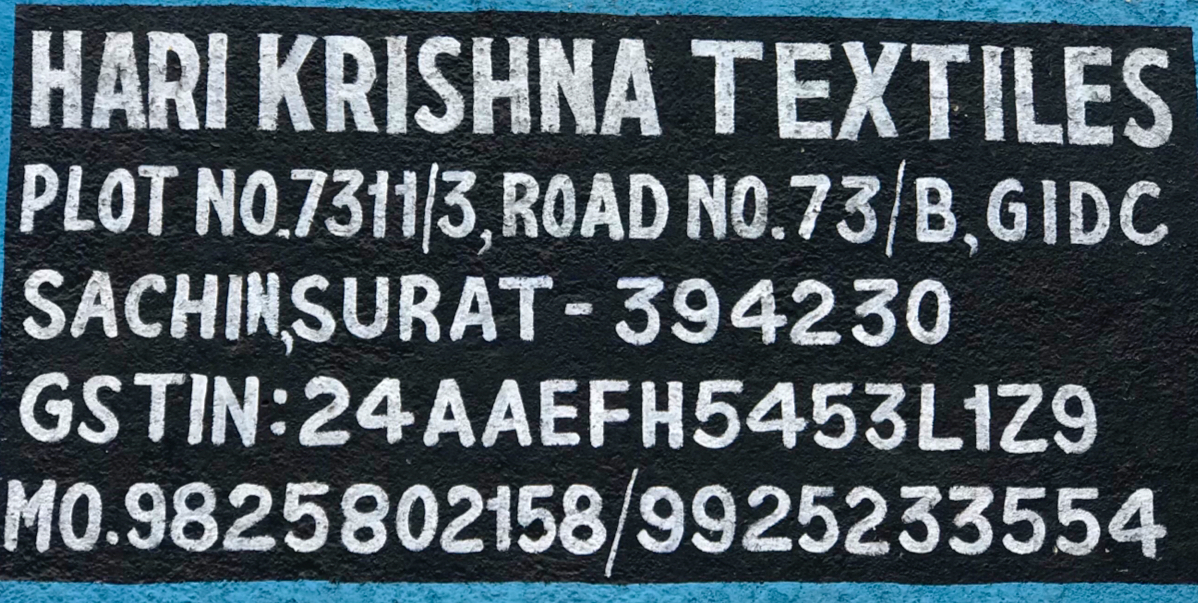 HARI KRISHNA TEXTILES
PLOT NO.7311/3, ROAD NO.73/B, GIDC
SACHIN, SURAT - 394230
GSTIN:24AAEFH5453L1Z9
MO.9825802158/9925233554